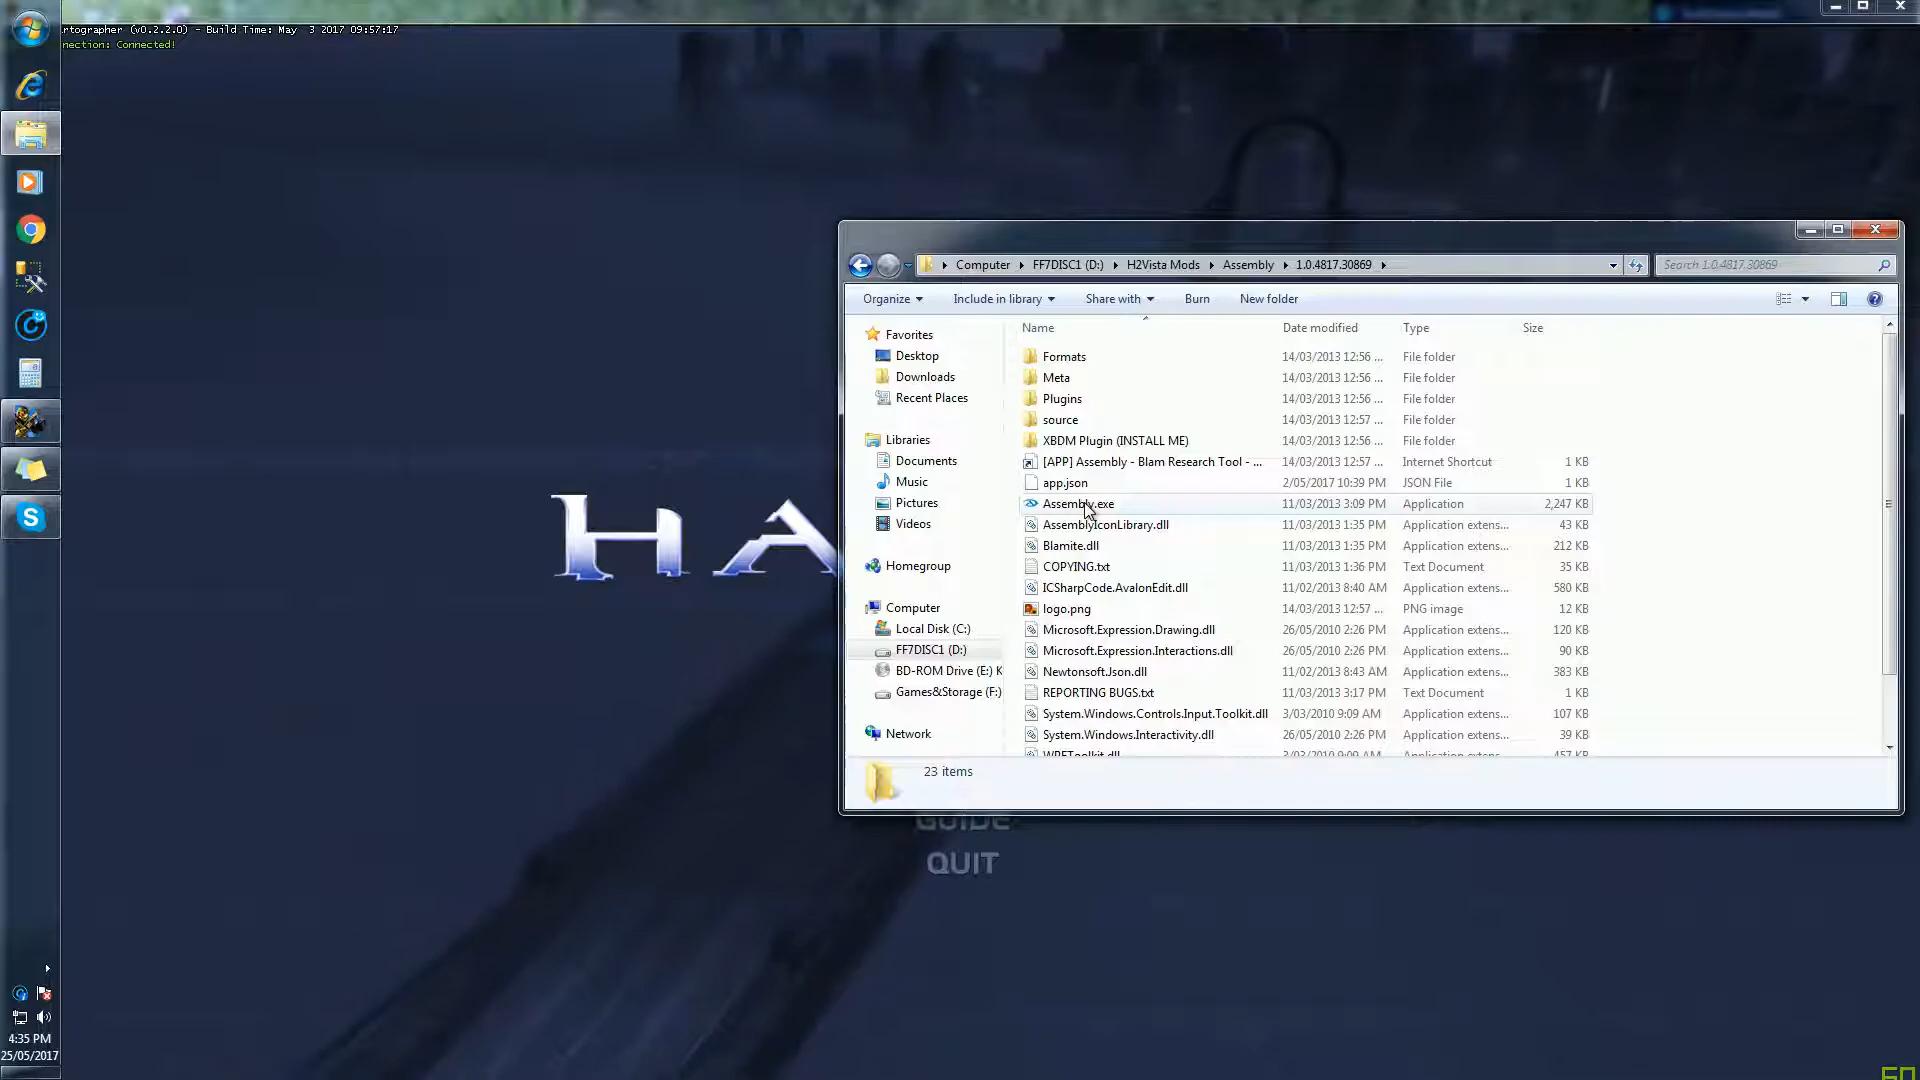 rtographer (v0.2.2.0) - Build Time: May  3 2017 09:57:17
nnection: Connected!
HA
GUIDE
QUIT
Computer FF7DISC1 (D:) H2Vista Mods Assembly 1.0.4817.30869
Search 1.0.4817.30869
Organize Include in library Share with Burn New folder
Name Date modified Type Size
Favorites
Desktop
Downloads
Recent Places
Libraries
Documents
Music
Pictures
Videos
Homegroup
Computer
Local Disk (C:)
FF7DISC1 (D:)
BD-ROM Drive (E:) K
Games&Storage (F:)
Network
Formats 14/03/2013 12:56 ... File folder
Meta 14/03/2013 12:56 ... File folder
Plugins 14/03/2013 12:56 ... File folder
source 14/03/2013 12:57 ... File folder
XBDM Plugin (INSTALL ME) 14/03/2013 12:56 ... File folder
[APP] Assembly - Blam Research Tool - ... 14/03/2013 12:57 ... Internet Shortcut 1 KB
app.json 2/05/2017 10:39 PM JSON File 1 KB
Assembly.exe 11/03/2013 3:09 PM Application 2,247 KB
AssemblyIconLibrary.dll 11/03/2013 1:35 PM Application extens... 43 KB
Blamite.dll 11/03/2013 1:35 PM Application extens... 212 KB
COPYING.txt 11/03/2013 1:36 PM Text Document 35 KB
ICSharpCode.AvalonEdit.dll 11/02/2013 8:40 AM Application extens... 580 KB
logo.png 14/03/2013 12:57 ... PNG image 12 KB
Microsoft.Expression.Drawing.dll 26/05/2010 2:26 PM Application extens... 120 KB
Microsoft.Expression.Interactions.dll 26/05/2010 2:26 PM Application extens... 90 KB
Newtonsoft.Json.dll 11/02/2013 8:43 AM Application extens... 383 KB
REPORTING BUGS.txt 11/03/2013 3:17 PM Text Document 1 KB
System.Windows.Controls.Input.Toolkit.dll 3/03/2010 9:09 AM Application extens... 107 KB
System.Windows.Interactivity.dll 26/05/2010 2:26 PM Application extens... 39 KB
WPFToolkit.dll 3/03/2010 9:09 AM Application extens... 457 KB
23 items
4:35 PM
25/05/2017
60